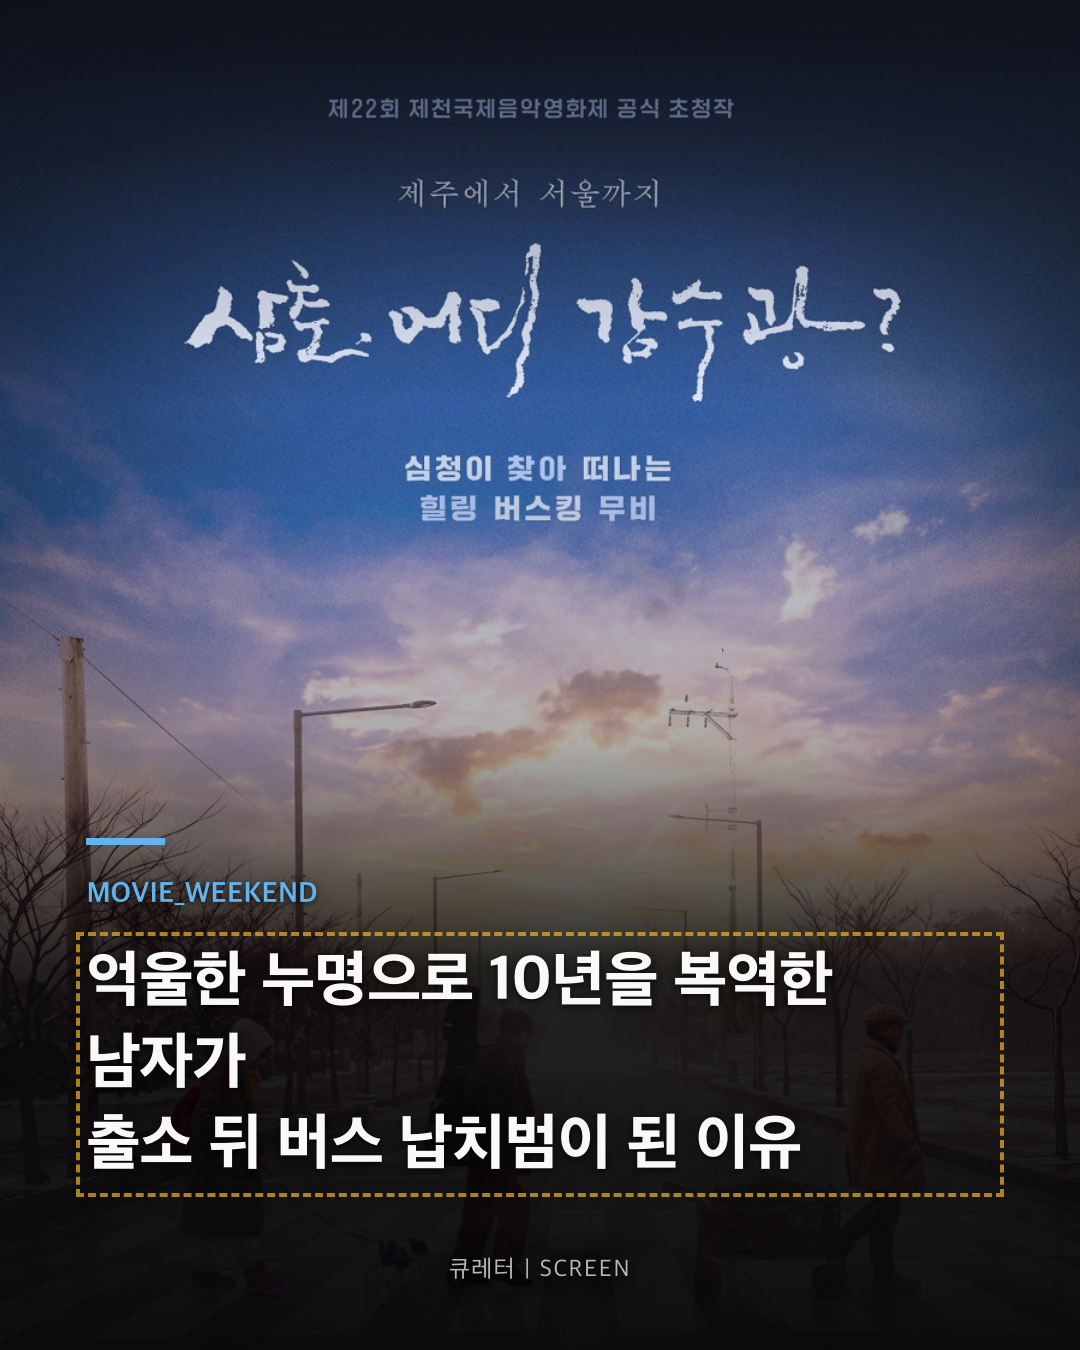 제22회 제천국제음악영화제 공식 초청작
제주에서 서울까지
삼춘. 어디 감수광?
심청이 찾아 떠나는
힐링 버스킹 무비
MOVIE_WEEKEND
억울한 누명으로 10년을 복역한
남자가
출소 뒤 버스 납치범이 된 이유
큐레터 | SCREEN